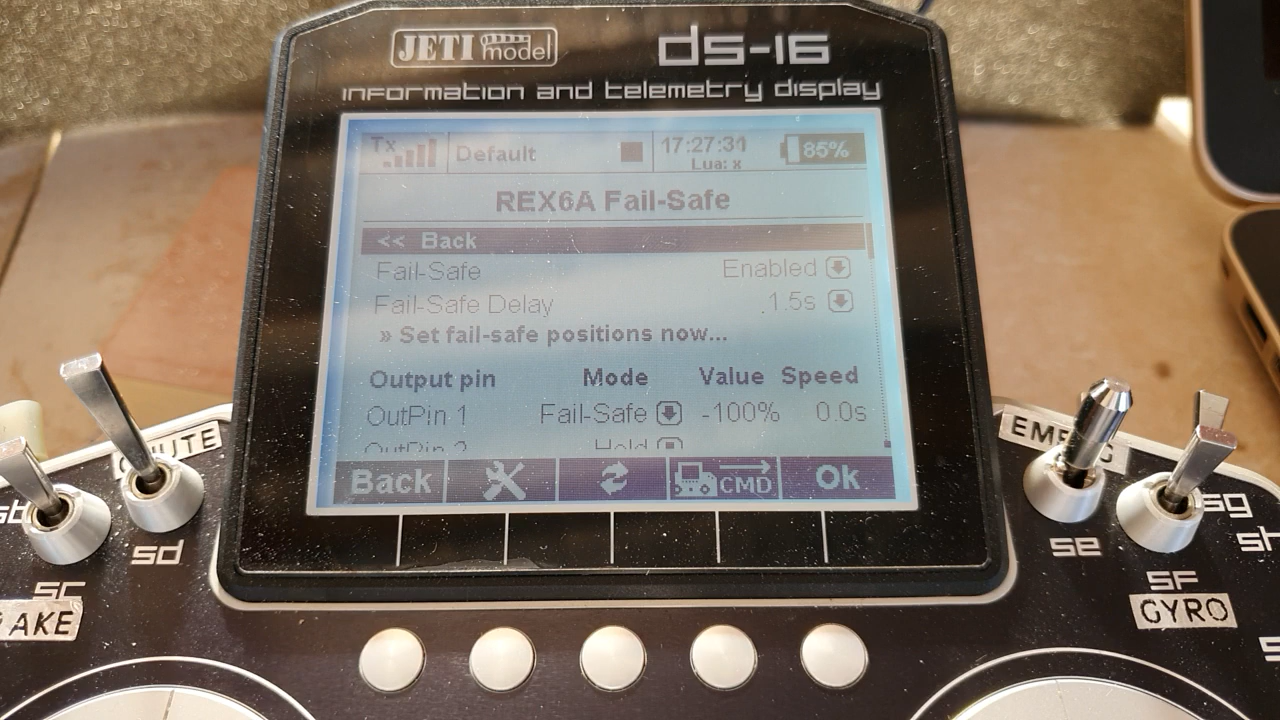 JETI model
ds-16
information and telemetry display
Tx Default 17:27:31 85%
Lua: x
REX6A Fail-Safe
<< Back
Fail-Safe Enabled
Fail-Safe Delay 1.5s
» Set fail-safe positions now...
Output pin Mode Value Speed
OutPin 1 Fail-Safe -100% 0.0s
Hold
Back CMD Ok
sd
sc
AKE
se
sg
sh
SF
GYRO